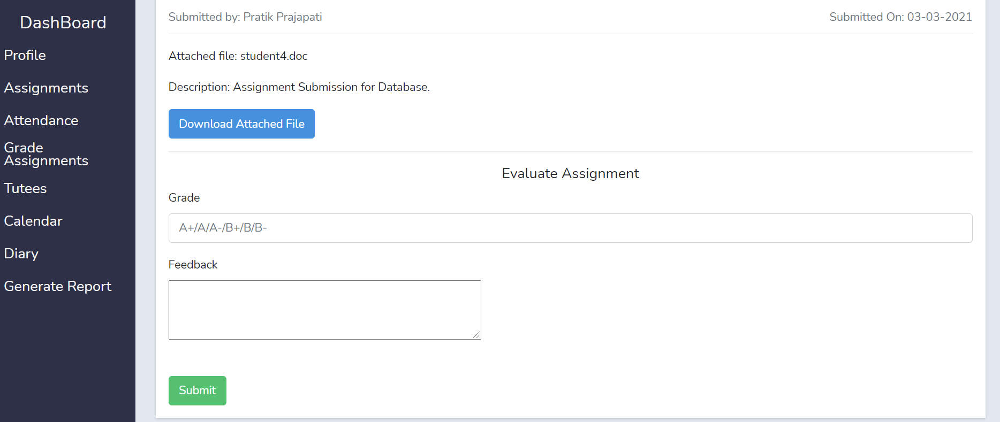 DashBoard
Profile
Assignments
Attendance
Grade
Assignments
Tutees
Calendar
Diary
Generate Report
Submitted by: Pratik Prajapati
Submitted On: 03-03-2021
Attached file: student4.doc
Description: Assignment Submission for Database.
Download Attached File
Evaluate Assignment
Grade
A+/A/A-/B+/B/B-
Feedback
Submit